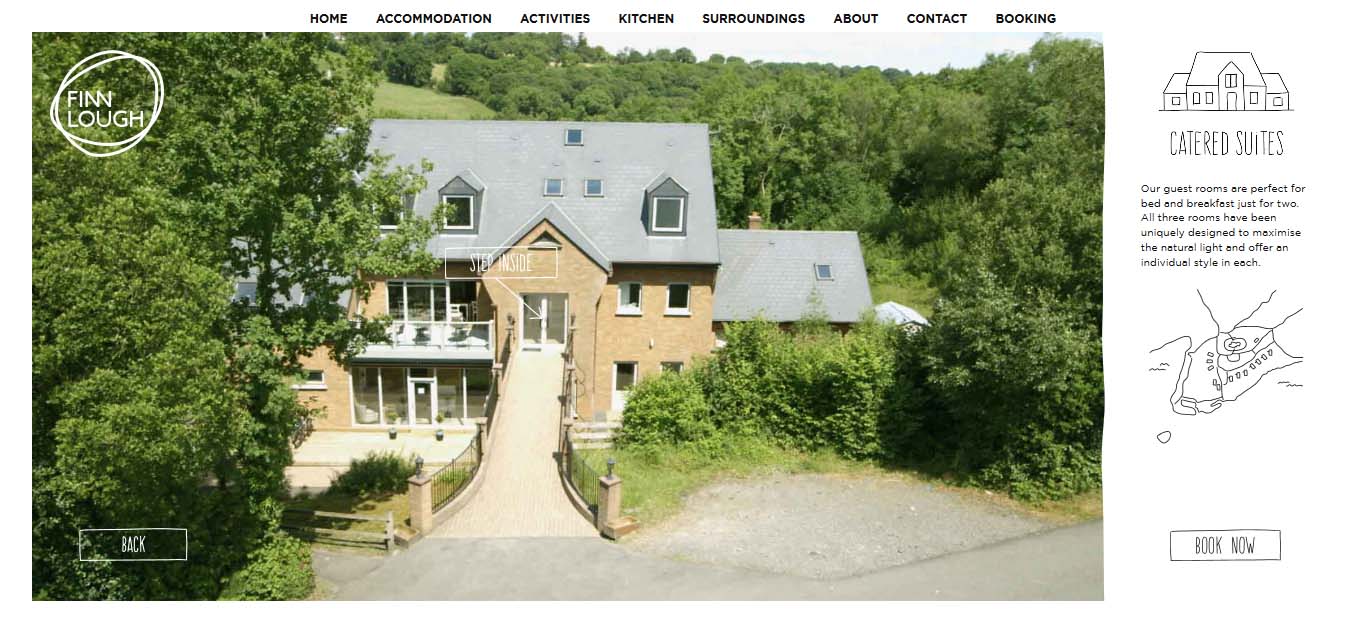 HOME ACCOMMODATION ACTIVITIES KITCHEN SURROUNDINGS ABOUT CONTACT BOOKING
FINN
LOUGH
STEP INSIDE
BACK
CATERED SUITES
Our guest rooms are perfect for
bed and breakfast just for two.
All three rooms have been
uniquely designed to maximise
the natural light and offer an
individual style in each.
BOOK NOW